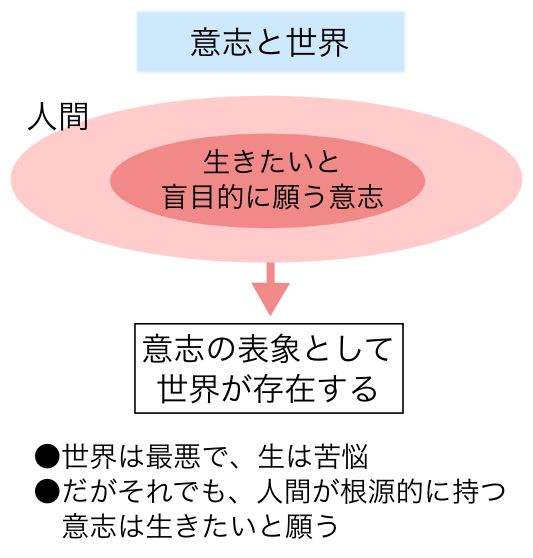 意志と世界
人間
生きたいと
盲目的に願う意志
意志の表象として
世界が存在する
●世界は最悪で、生は苦悩
●だがそれでも、人間が根源的に持つ
意志は生きたいと願う